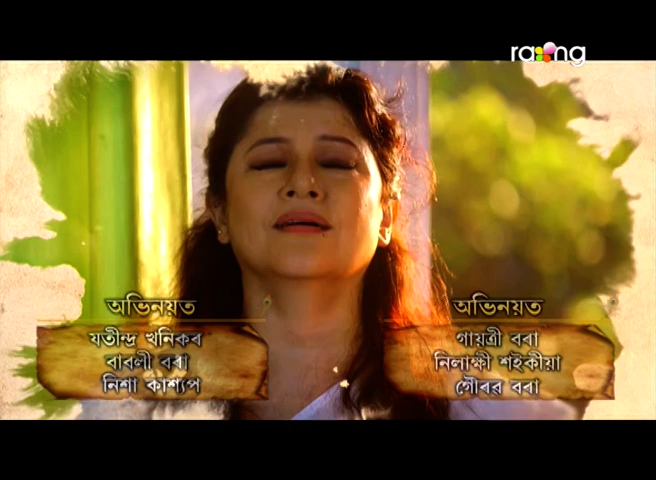 rang
অভিনয়ত
যতীন্দ্ৰ খনিকৰ
বাবলী বৰা
নিশা কাশ্যপ
অভিনয়ত
গায়ত্ৰী বৰা
নিলাক্ষী শইকীয়া
গৌৰৱ বৰা